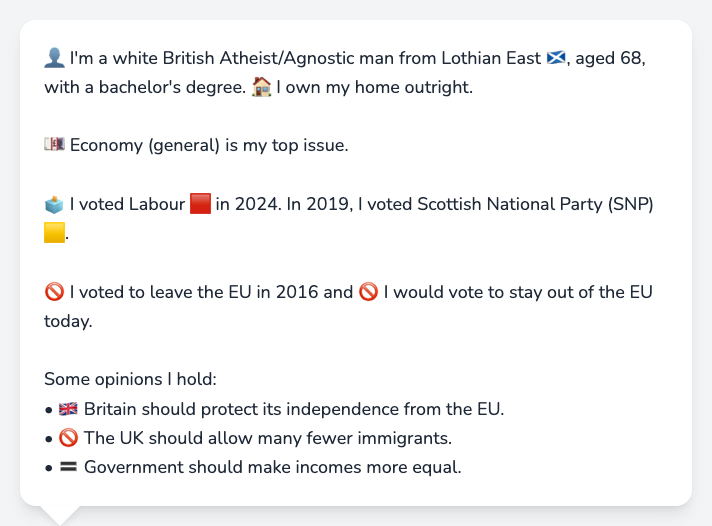 👤 I'm a white British Atheist/Agnostic man from Lothian East 🏴󠁧󠁢󠁳󠁣󠁴󠁿, aged 68,
with a bachelor's degree. 🏠 I own my home outright.
💷 Economy (general) is my top issue.
🗳️ I voted Labour 🟥 in 2024. In 2019, I voted Scottish National Party (SNP)
🟨.
🚫 I voted to leave the EU in 2016 and 🚫 I would vote to stay out of the EU
today.
Some opinions I hold:
• 🇬🇧 Britain should protect its independence from the EU.
• 🚫 The UK should allow many fewer immigrants.
• 🟰 Government should make incomes more equal.